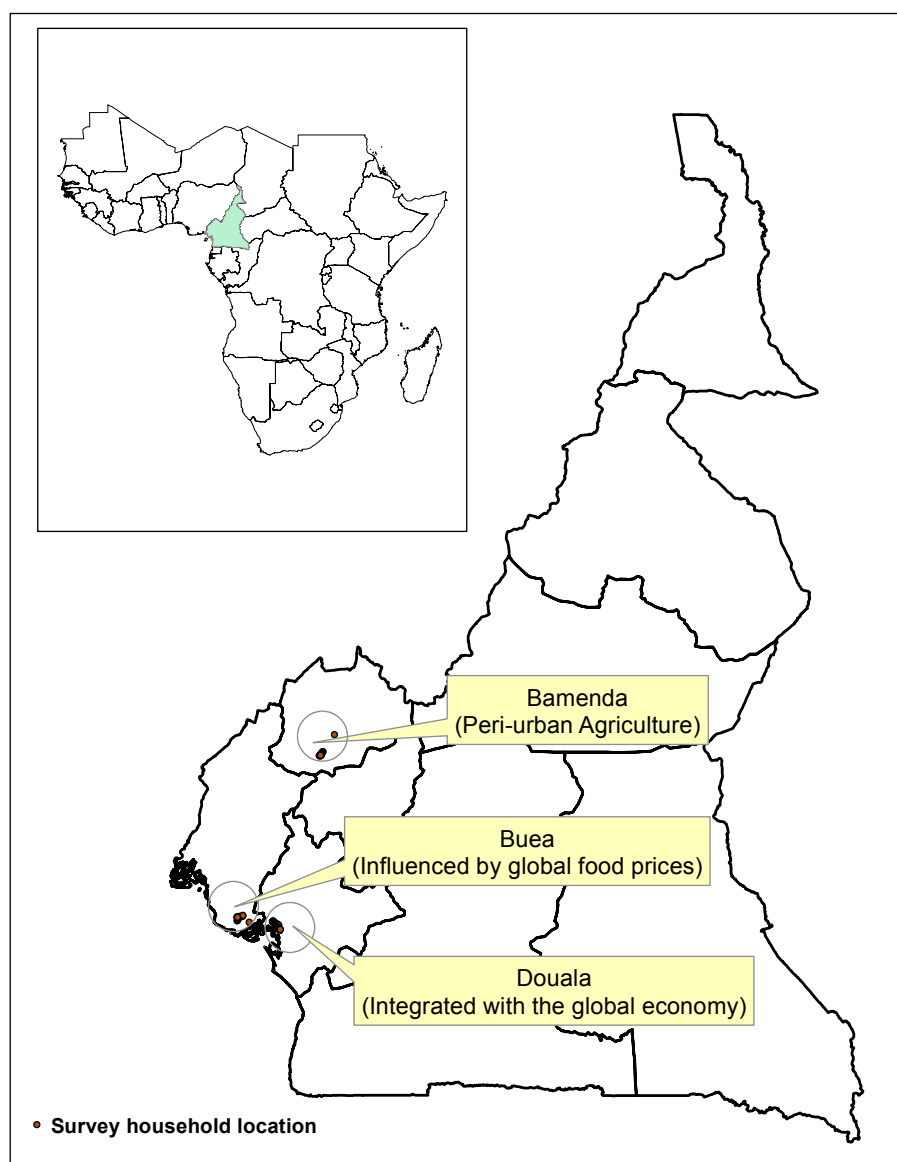 Bamenda
(Peri-urban Agriculture)
Buea
(Influenced by global food prices)
Douala
(Integrated with the global economy)
Survey household location